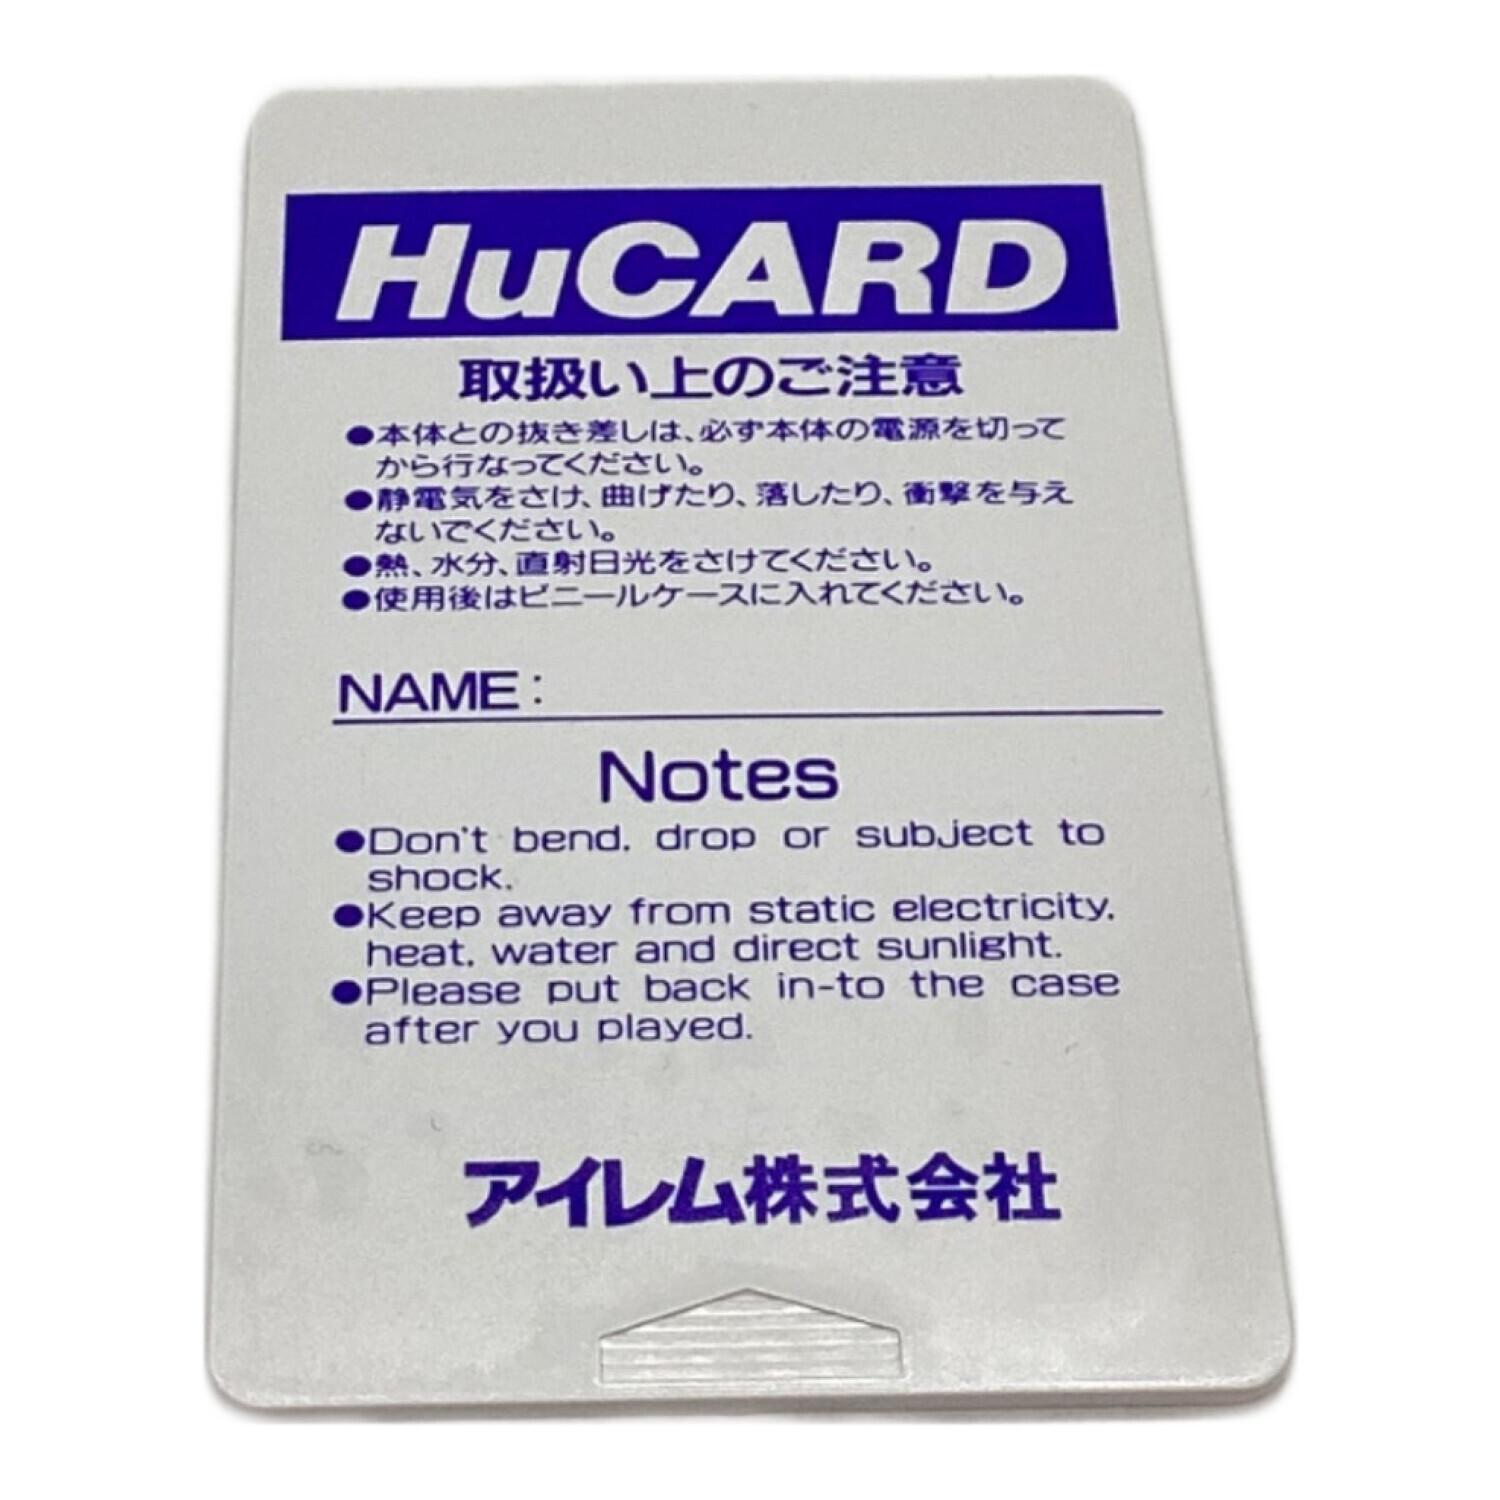 HuCARD
取扱い上のご注意
●本体との抜き差しは、必ず本体の電源を切って
から行なってください。
●静電気をさけ、曲げたり、落したり、衝撃を与え
ないでください。
●熱、水分、直射日光をさけてください。
●使用後はビニールケースに入れてください。
NAME:
Notes
●Don't bend, drop or subject to
shock.
●Keep away from static electricity,
heat, water and direct sunlight.
●Please put back in-to the case
after you played.
アイレム株式会社